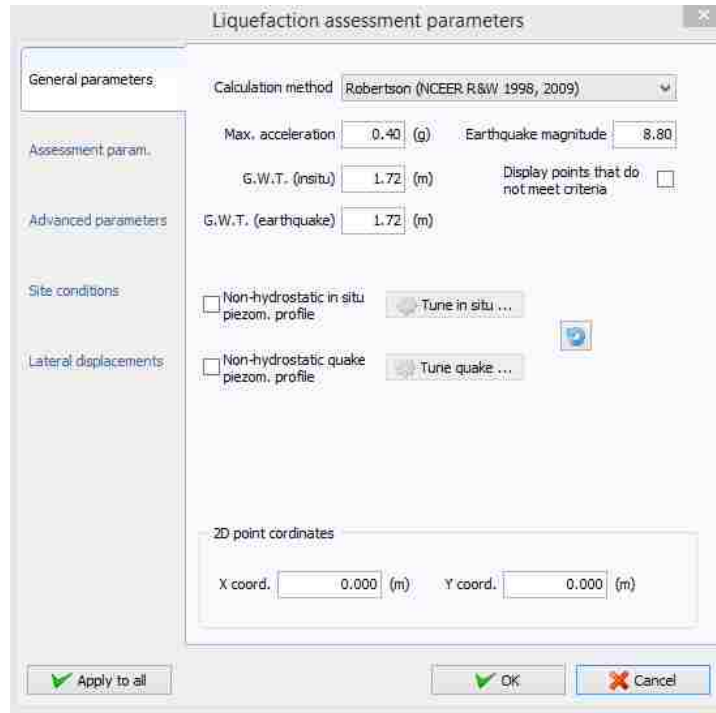 Liquefaction assessment parameters
General parameters
Assessment param.
Advanced parameters
Site conditions
Lateral displacements
Calculation method Robertson (NCEER R&W 1998, 2009)
Max. acceleration 0.40 (g) Earthquake magnitude 8.80
G.W.T. (insitu) 1.72 (m) Display points that do
not meet criteria
G.W.T. (earthquake) 1.72 (m)
Non-hydrostatic in situ
piezom. profile
Tune in situ ...
Non-hydrostatic quake
piezom. profile
Tune quake ...
2D point cordinates
X coord. 0.000 (m) Y coord. 0.000 (m)
Apply to all OK Cancel